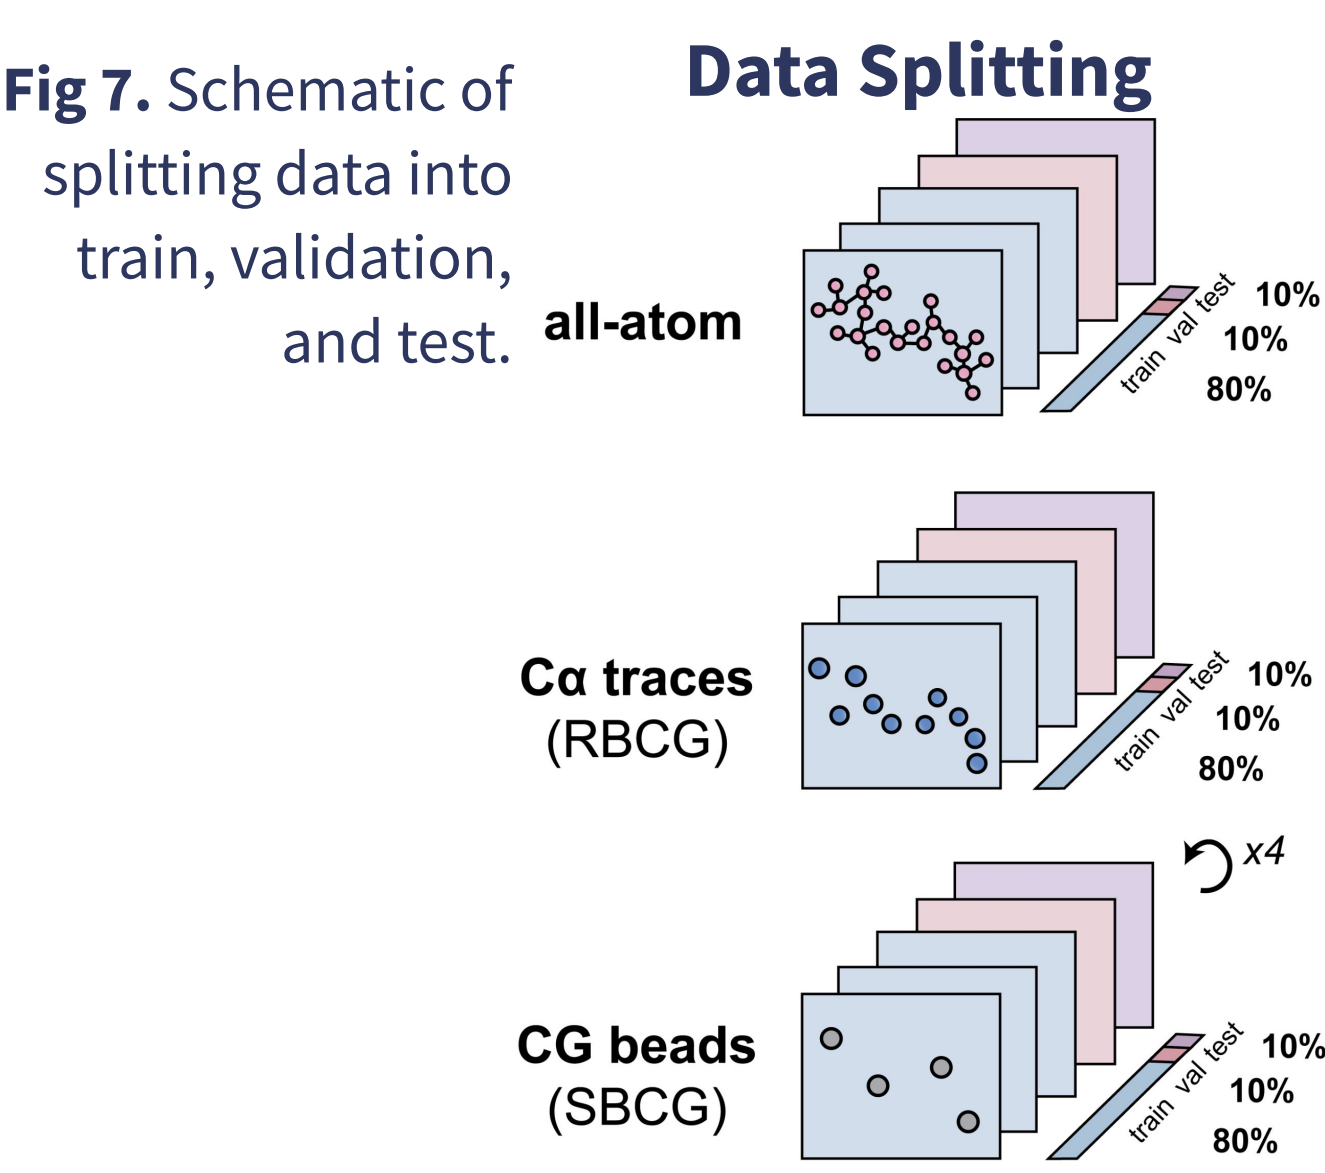 Data Splitting
Fig 7. Schematic of
splitting data into
train, validation,
and test.
all-atom
train val test
10%
10%
80%
Cα traces
(RBCG)
train val test
10%
10%
80%
x4
CG beads
(SBCG)
train val test
10%
10%
80%